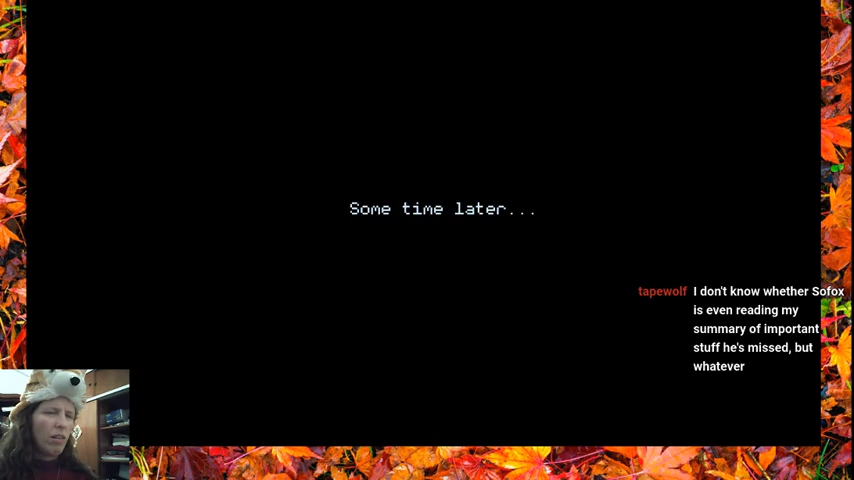 Some time later...
tapewolf I don't know whether Sofox
is even reading my
summary of important
stuff he's missed, but
whatever